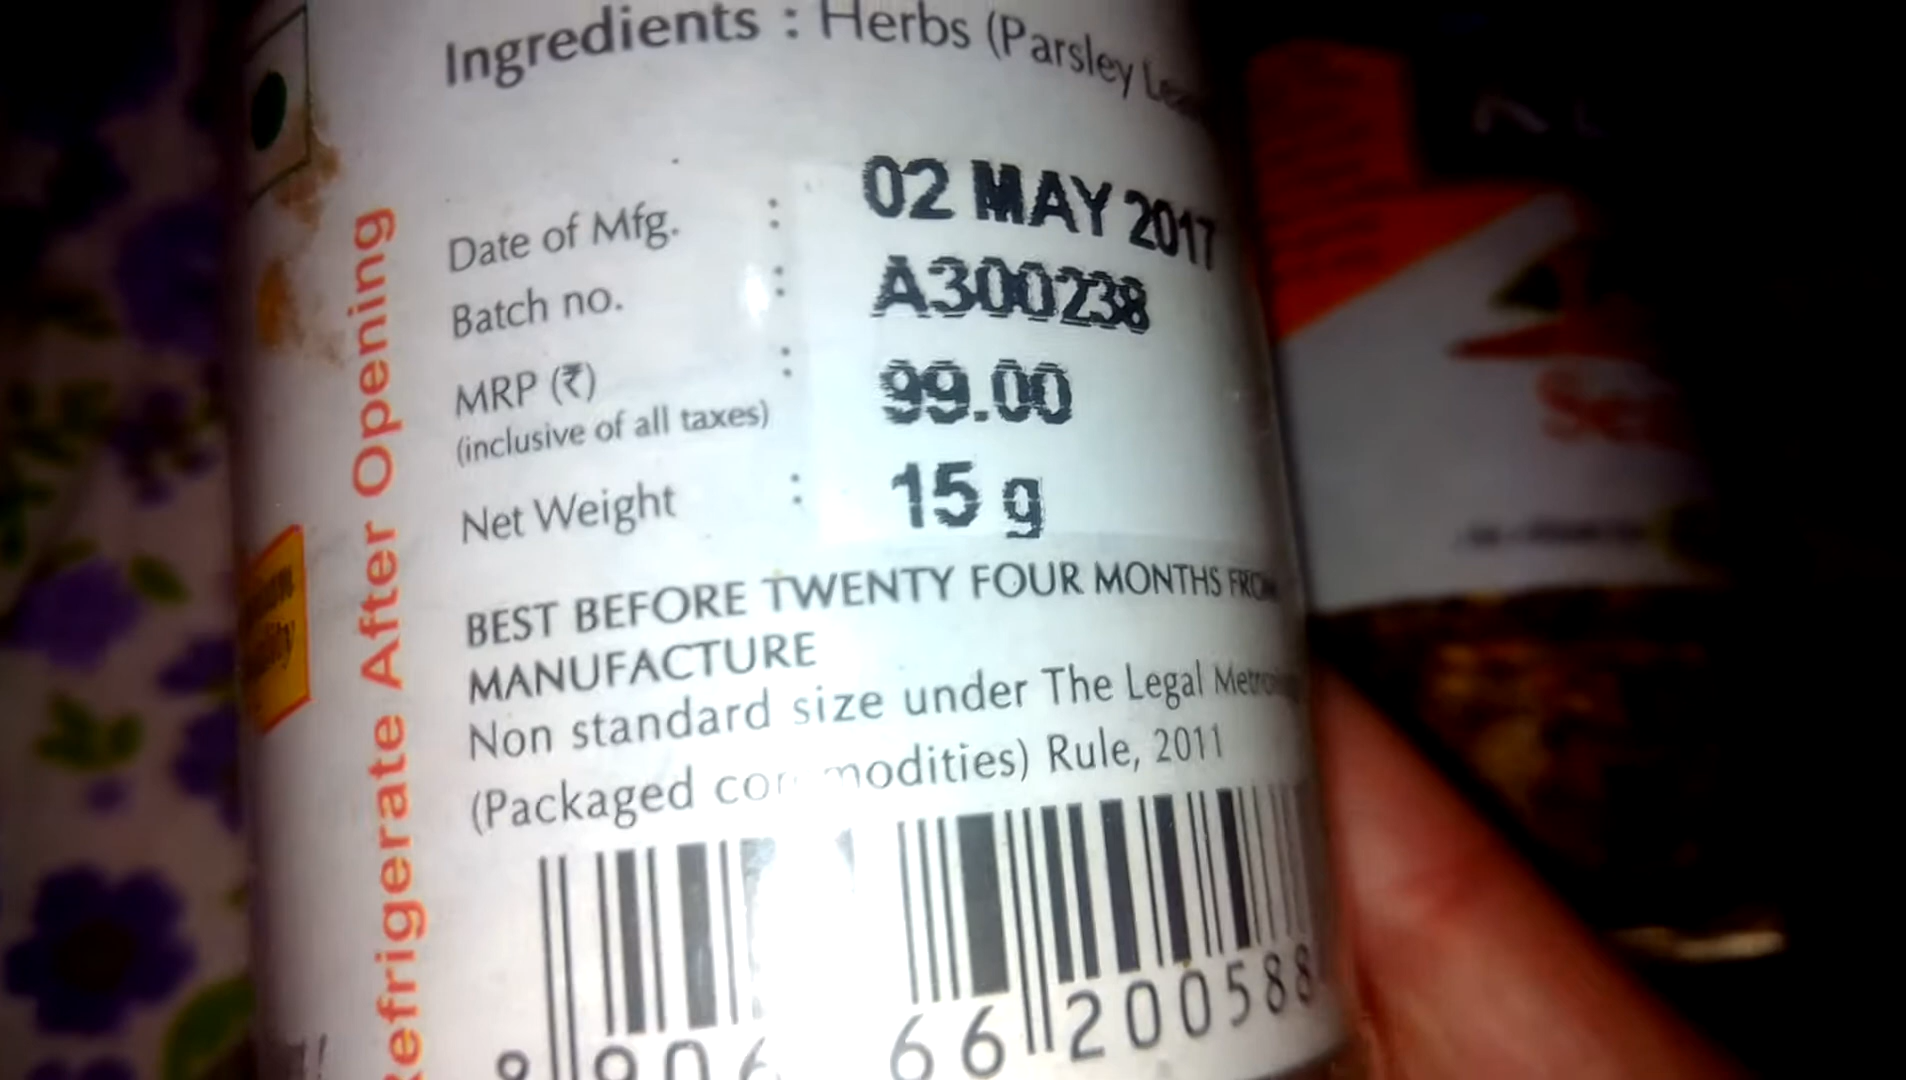 Ingredients : Herbs (Parsley
Date of Mfg. : 02 MAY 2017
Batch no. : A300238
MRP (₹) : 99.00
(inclusive of all taxes)
Net Weight : 15 g
BEST BEFORE TWENTY FOUR MONTHS FROM
MANUFACTURE
Non standard size under The Legal
(Packaged commodities) Rule, 2011
66 200588
Refrigerate After Opening